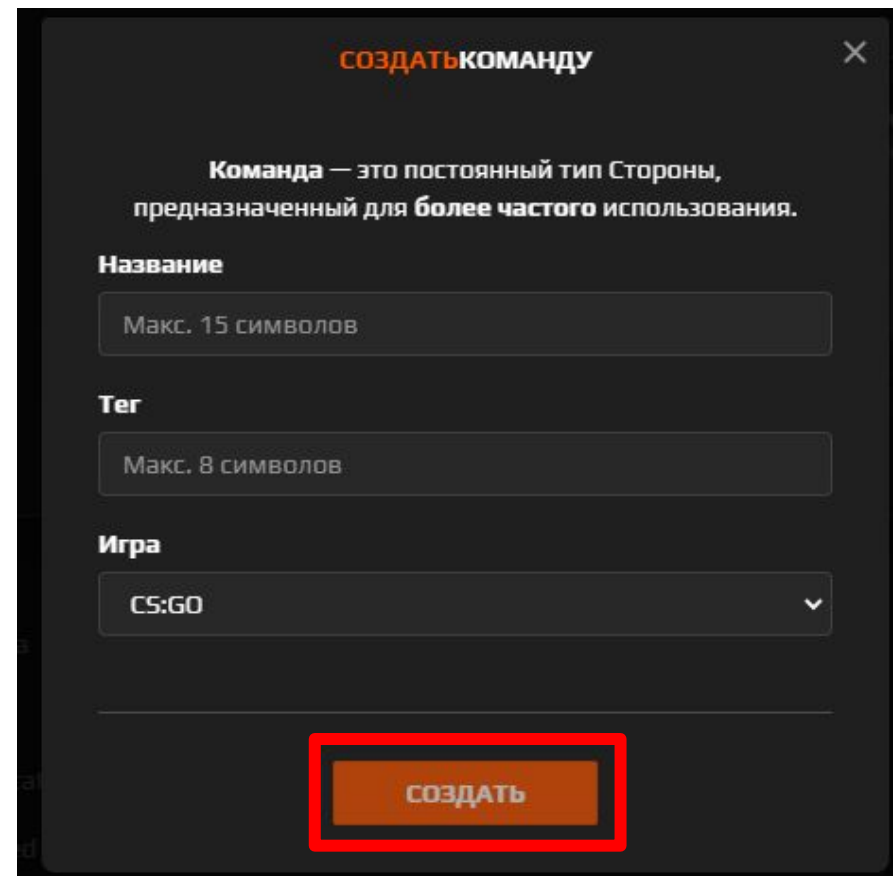 СОЗДАТЬКОМАНДУ
Команда — это постоянный тип Стороны,
предназначенный для более частого использования.
Название
Макс. 15 символов
Тег
Макс. 8 символов
Игра
CS:GO
СОЗДАТЬ